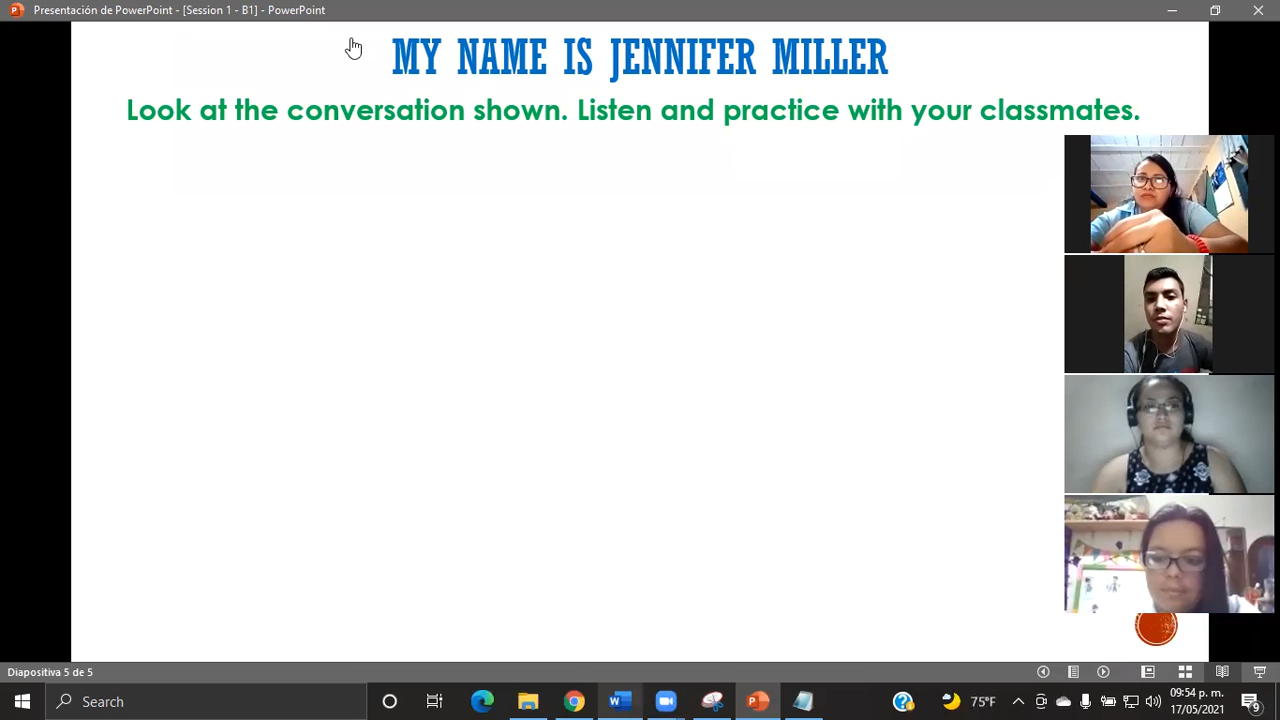 Presentación de PowerPoint - [Session 1 - B1] - PowerPoint
MY NAME IS JENNIFER MILLER
Look at the conversation shown. Listen and practice with your classmates.
Diapositiva 5 de 5
Search
75°F
09:54 p. m.
17/05/2021
9